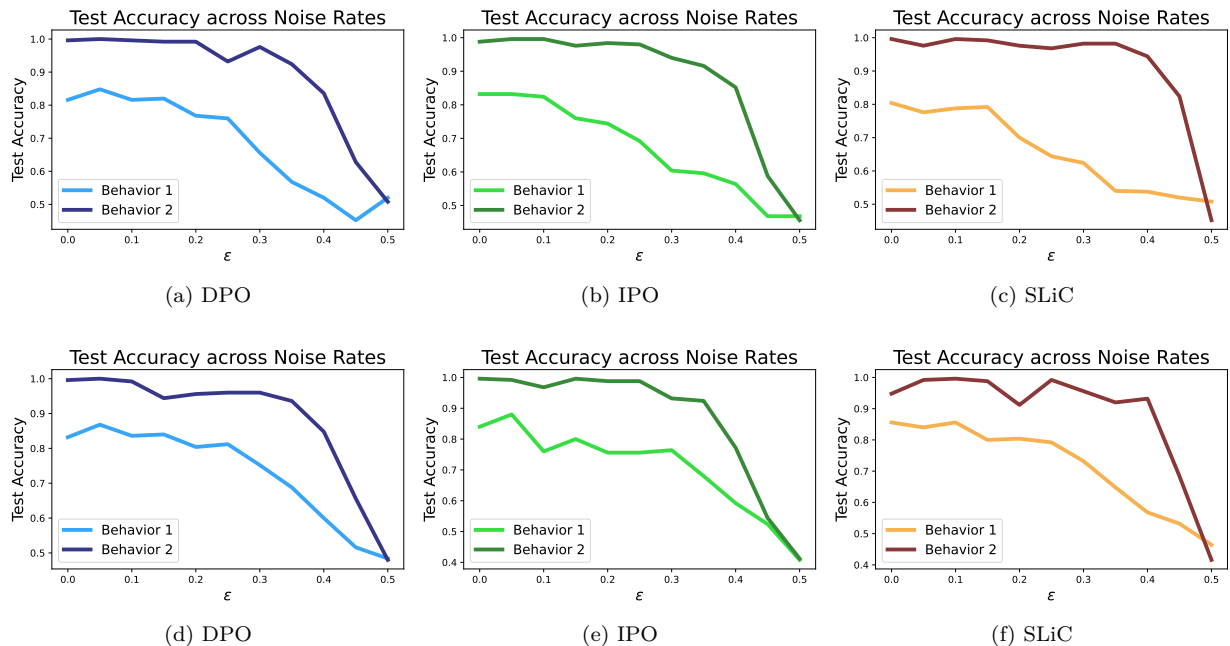 Test Accuracy across Noise Rates
Test Accuracy
1.0
0.9
0.8
0.7
0.6
0.5
Behavior 1
Behavior 2
0.0 0.1 0.2 0.3 0.4 0.5
ε
(a) DPO
Test Accuracy across Noise Rates
Test Accuracy
1.0
0.9
0.8
0.7
0.6
0.5
Behavior 1
Behavior 2
0.0 0.1 0.2 0.3 0.4 0.5
ε
(b) IPO
Test Accuracy across Noise Rates
Test Accuracy
1.0
0.9
0.8
0.7
0.6
0.5
Behavior 1
Behavior 2
0.0 0.1 0.2 0.3 0.4 0.5
ε
(c) SLiC
Test Accuracy across Noise Rates
Test Accuracy
1.0
0.9
0.8
0.7
0.6
0.5
Behavior 1
Behavior 2
0.0 0.1 0.2 0.3 0.4 0.5
ε
(d) DPO
Test Accuracy across Noise Rates
Test Accuracy
1.0
0.9
0.8
0.7
0.6
0.5
0.4
Behavior 1
Behavior 2
0.0 0.1 0.2 0.3 0.4 0.5
ε
(e) IPO
Test Accuracy across Noise Rates
Test Accuracy
1.0
0.9
0.8
0.7
0.6
0.5
0.4
Behavior 1
Behavior 2
0.0 0.1 0.2 0.3 0.4 0.5
ε
(f) SLiC